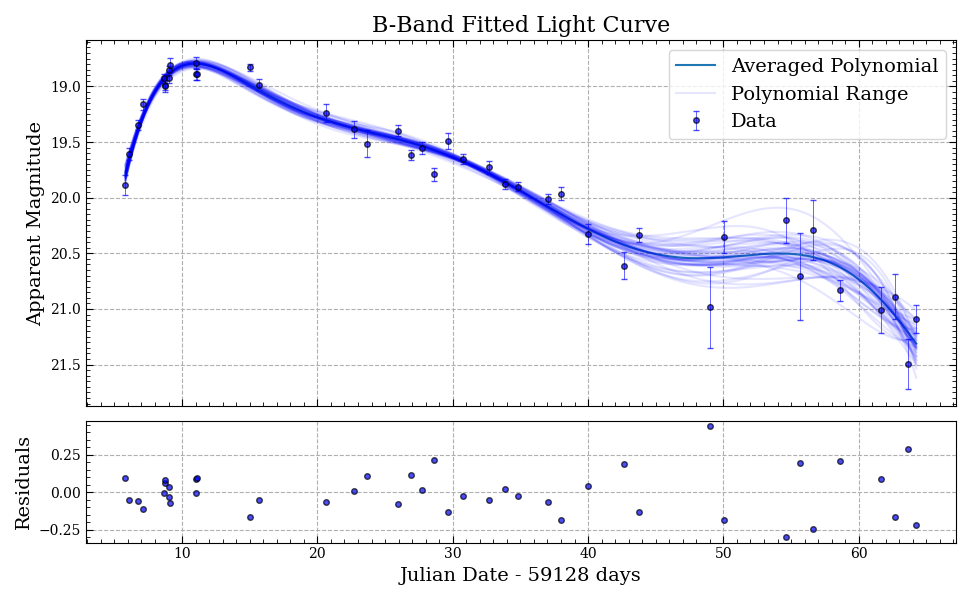 B-Band Fitted Light Curve
Apparent Magnitude
19.0
19.5
20.0
20.5
21.0
21.5
Averaged Polynomial
Polynomial Range
Data
Residuals
0.25
0.00
−0.25
10
20
30
40
50
60
Julian Date - 59128 days